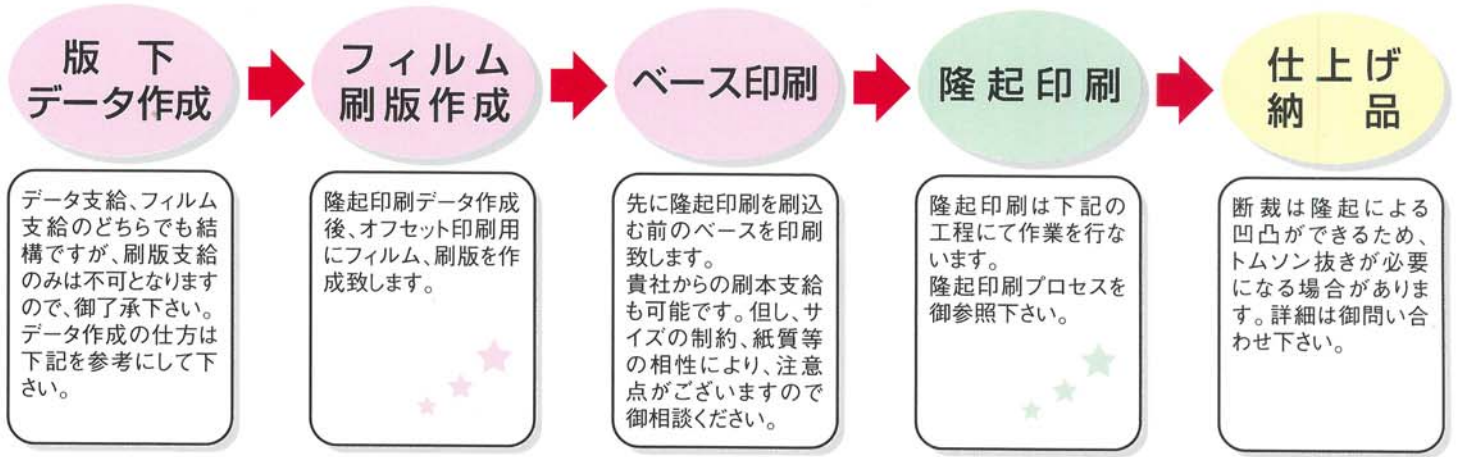 版 下
データ作成
データ支給、フィルム
支給のどちらでも結
構ですが、刷版支給
のみは不可となります
ので、御了承下さい。
データ作成の仕方は
下記を参考にして下
さい。
フィルム
刷版作成
隆起印刷データ作成
後、オフセット印刷用
にフィルム、刷版を作
成致します。
ベース印刷
先に隆起印刷を刷込
む前のベースを印刷
致します。
貴社からの刷本支給
も可能です。但し、サ
イズの制約、紙質等
の相性により、注意
点がございますので
御相談ください。
隆起印刷
隆起印刷は下記の
工程にて作業を行な
います。
隆起印刷プロセスを
御参照下さい。
仕上げ
納 品
断裁は隆起による
凹凸ができるため、
トムソン抜きが必要
になる場合がありま
す。詳細は御問い合
わせ下さい。